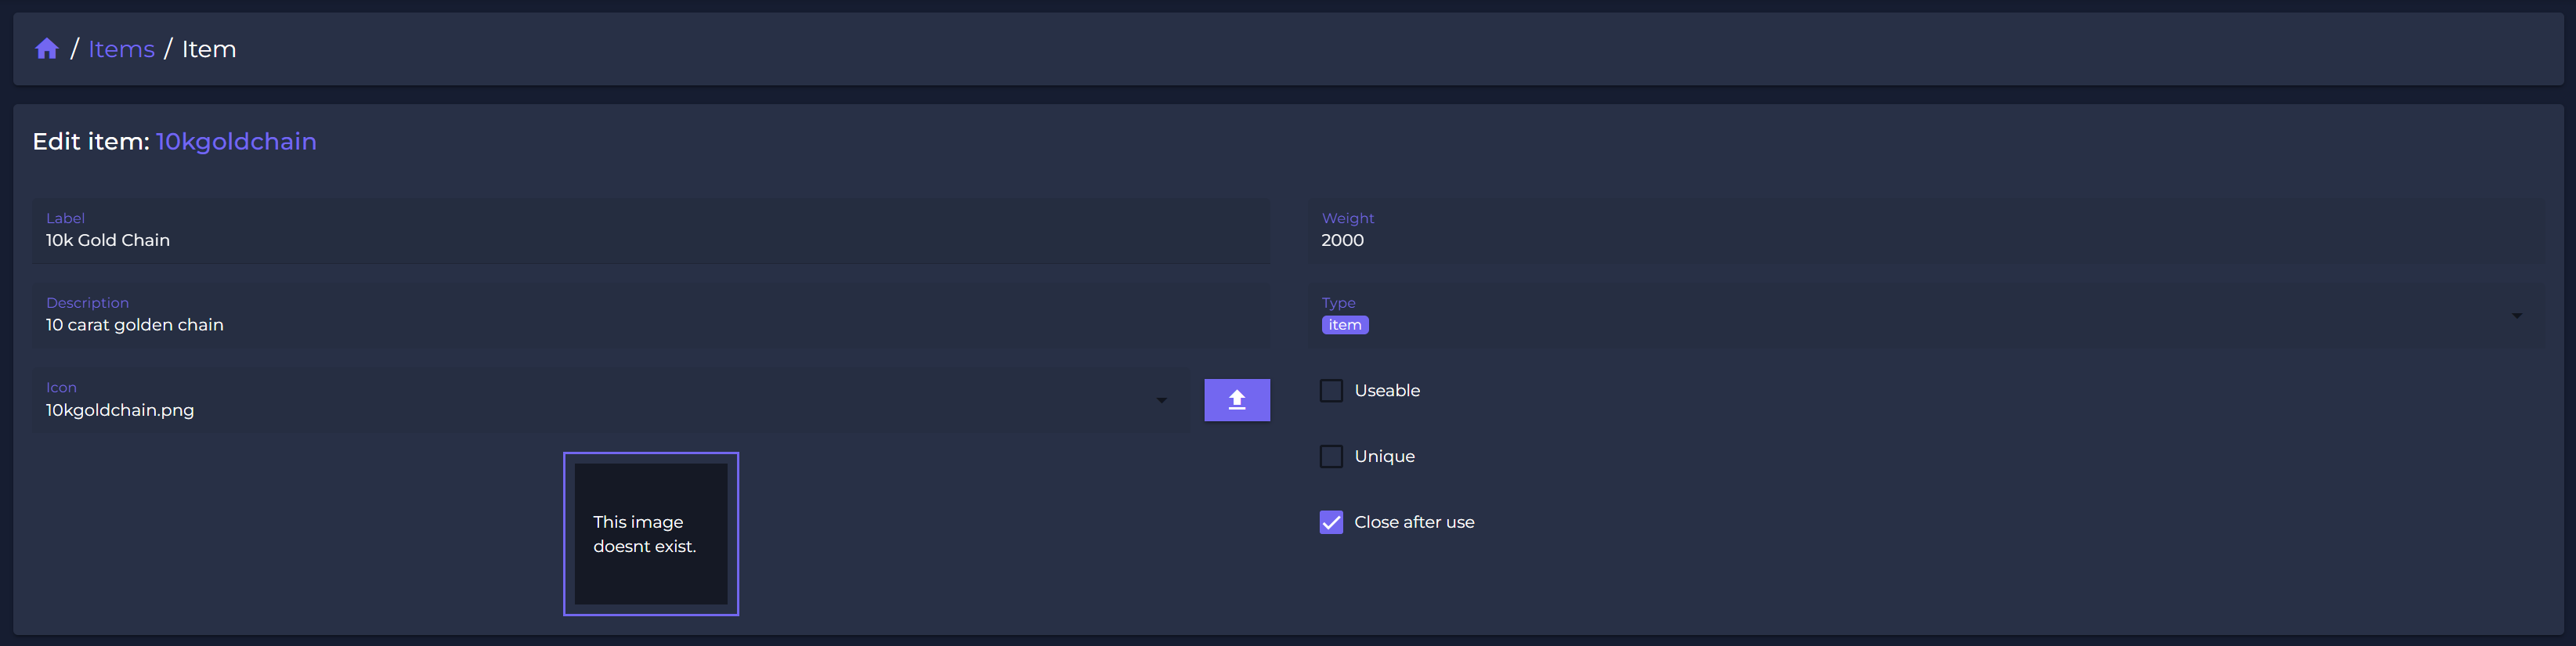 / Items / Item
Edit item: 10kgoldchain
Label
10k Gold Chain
Weight
2000
Description
10 carat golden chain
Type
item
Icon
10kgoldchain.png
Useable
Unique
Close after use
This image
doesnt exist.